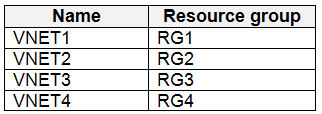 Name Resource group
VNET1 RG1
VNET2 RG2
VNET3 RG3
VNET4 RG4